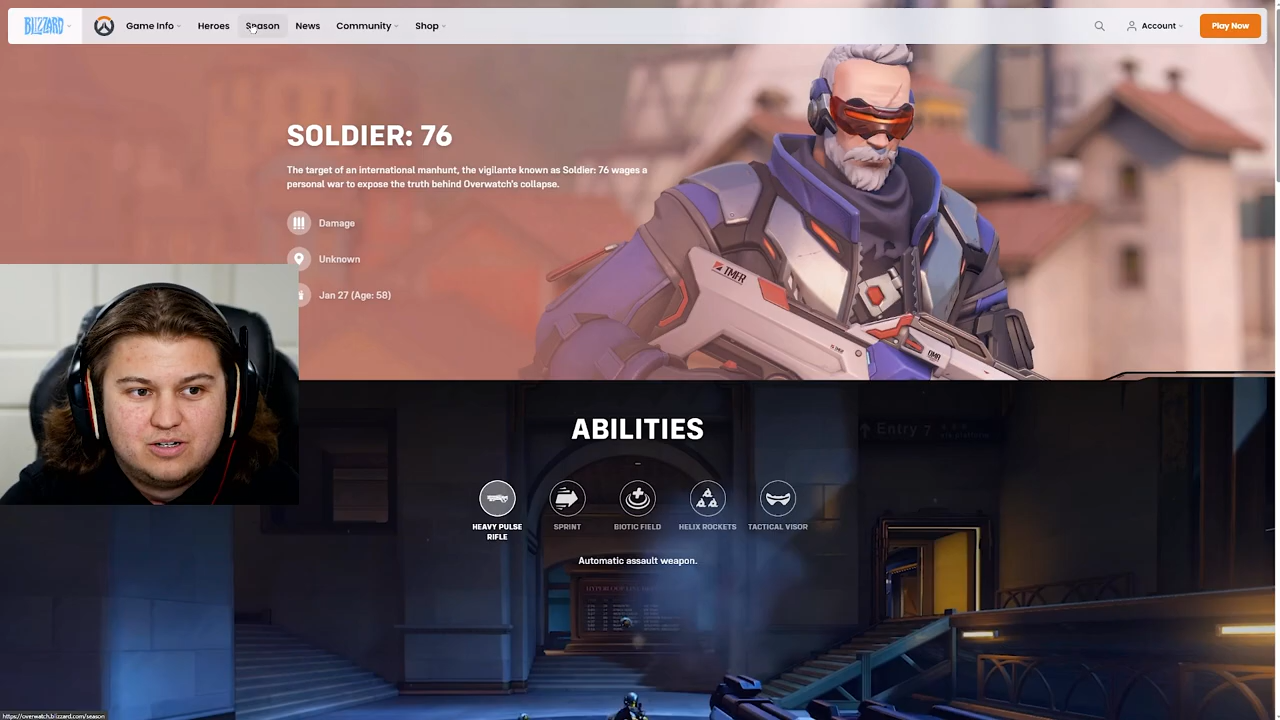 BLIZZARD
Game Info
Heroes
Season
News
Community
Shop
Account
Play Now
SOLDIER: 76
The target of an international manhunt, the vigilante known as Soldier: 76 wages a
personal war to expose the truth behind Overwatch's collapse.
Damage
Unknown
Jan 27 (Age: 58)
TMFR
ABILITIES
Entry 7
HEAVY PULSE
RIFLE
SPRINT
BIOTIC FIELD
HELIX ROCKETS
TACTICAL VISOR
Automatic assault weapon.
https://overwatch.blizzard.com/season